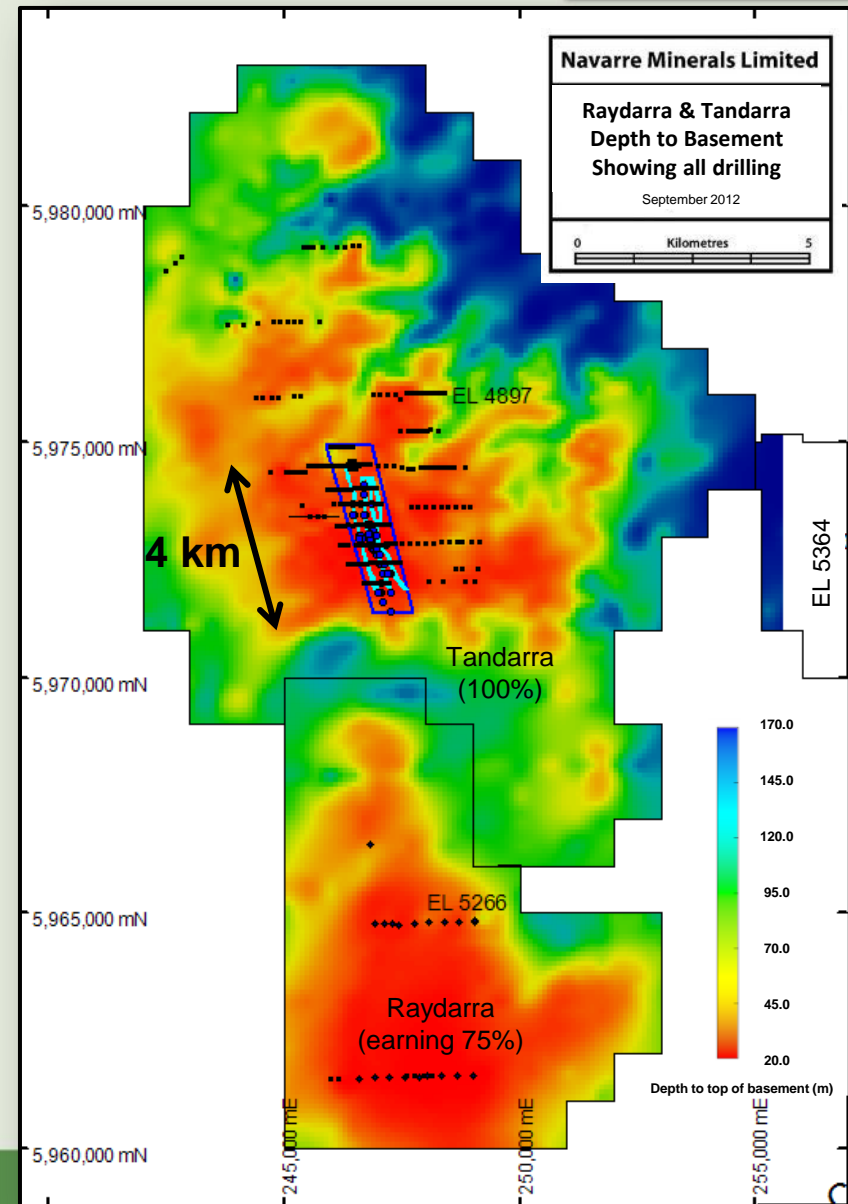 Navarre Minerals Limited
Raydarra & Tandarra
Depth to Basement
Showing all drilling
September 2012
0 Kilometres 5
5,980,000 mN
EL 4897
5,975,000 mN
4 km
EL 5364
Tandarra
(100%)
5,970,000 mN
170.0
145.0
120.0
95.0
70.0
45.0
20.0
Depth to top of basement (m)
EL 5266
5,965,000 mN
Raydarra
(earning 75%)
5,960,000 mN
245,000 mE
250,000 mE
255,000 mE